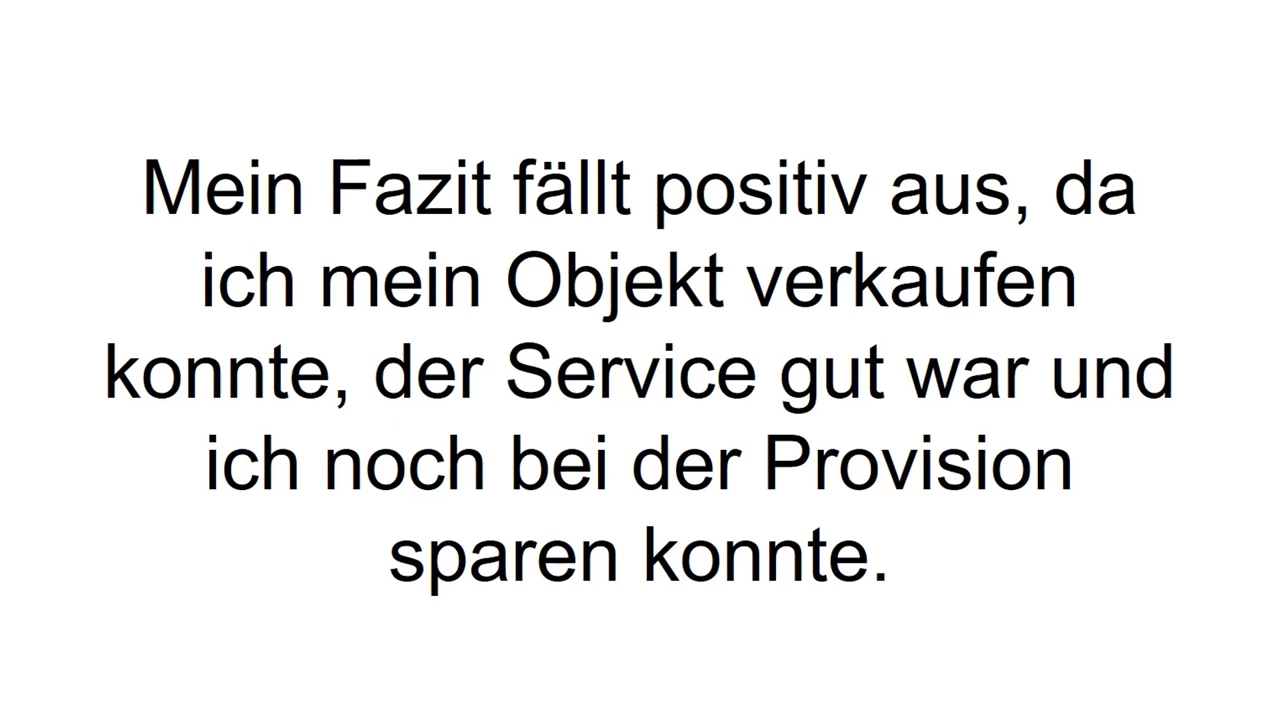 Mein Fazit fällt positiv aus, da
ich mein Objekt verkaufen
konnte, der Service gut war und
ich noch bei der Provision
sparen konnte.